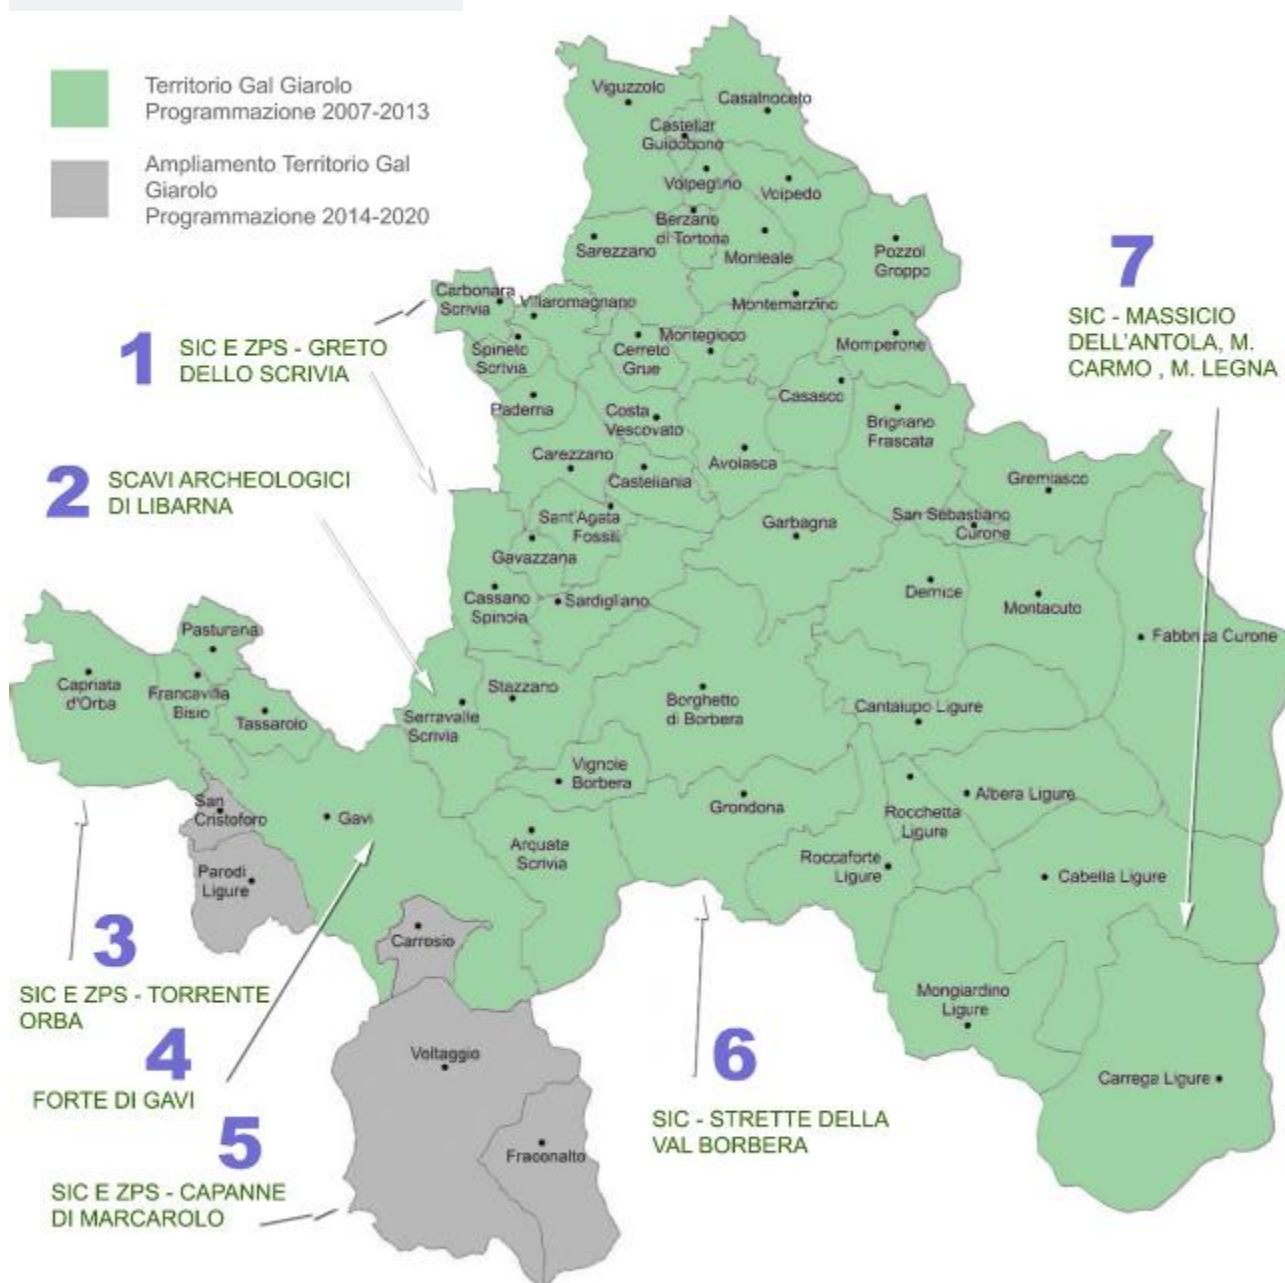 Territorio Gal Giarolo
Programmazione 2007-2013
Ampliamento Territorio Gal
Giarolo
Programmazione 2014-2020
Viguzzolo
Casalnoceto
Castellar
Guidobono
Volpeglino
Volpedo
Berzano
di Tortona
Sarezzano
Monleale
Pozzol
Groppo
7
SIC - MASSICIO
DELL'ANTOLA, M.
CARMO , M. LEGNA
Carbonara
Scrivia
Villaromagnano
Montemarzino
1
SIC E ZPS - GRETO
DELLO SCRIVIA
Spineto
Scrivia
Cerreto
Grue
Montegioco
Momperone
Casasco
Paderna
Costa
Vescovato
Brignano
Frascata
2
SCAVI ARCHEOLOGICI
DI LIBARNA
Carezzano
Castellania
Avolasca
Gremiasco
Sant'Agata
Fossili
Garbagna
San Sebastiano
Curone
Gavazzana
Cassano
Spinola
Sardigliano
Dernice
Montacuto
Fabbrica Curone
Pasturana
Capriata
d'Orba
Francavilla
Bisio
Tassarolo
Serravalle
Scrivia
Stazzano
Borghetto
di Borbera
Cantalupo Ligure
Vignole
Borbera
Grondona
Rocchetta
Ligure
Albera Ligure
San
Cristoforo
Gavi
Arquata
Scrivia
Roccaforte
Ligure
Cabella Ligure
Parodi
Ligure
3
SIC E ZPS - TORRENTE
ORBA
Carrosio
Mongiardino
Ligure
4
FORTE DI GAVI
Voltaggio
6
SIC - STRETTE DELLA
VAL BORBERA
Carrega Ligure
5
SIC E ZPS - CAPANNE
DI MARCAROLO
Fraconalto